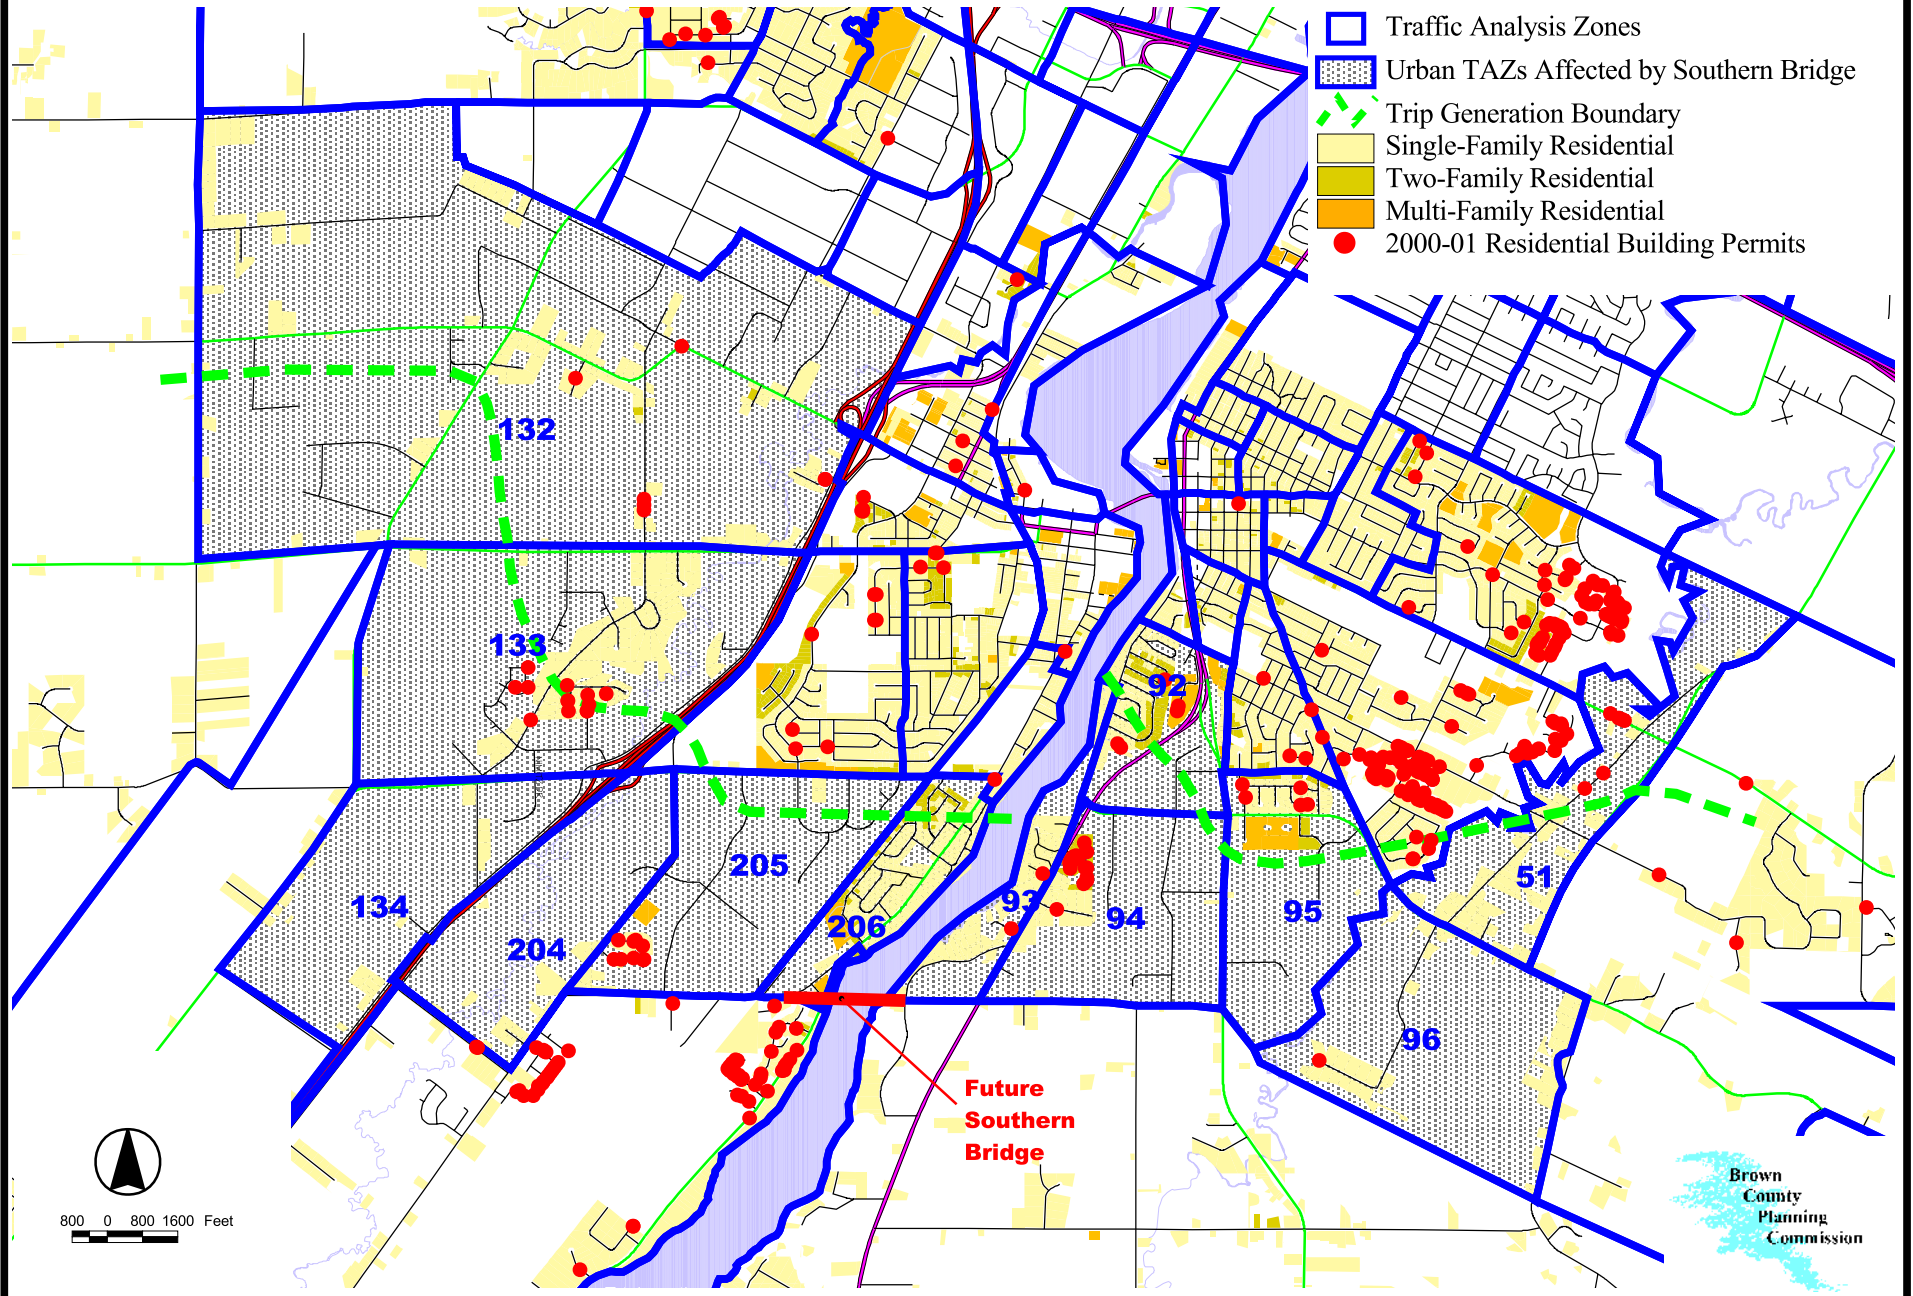 Traffic Analysis Zones
Urban TAZs Affected by Southern Bridge
Trip Generation Boundary
Single-Family Residential
Two-Family Residential
Multi-Family Residential
2000-01 Residential Building Permits
132
133
92
205
51
134
93
95
206
94
204
96
Future
Southern
Bridge
Brown
County
Planning
Commission
800 0 800 1600 Feet